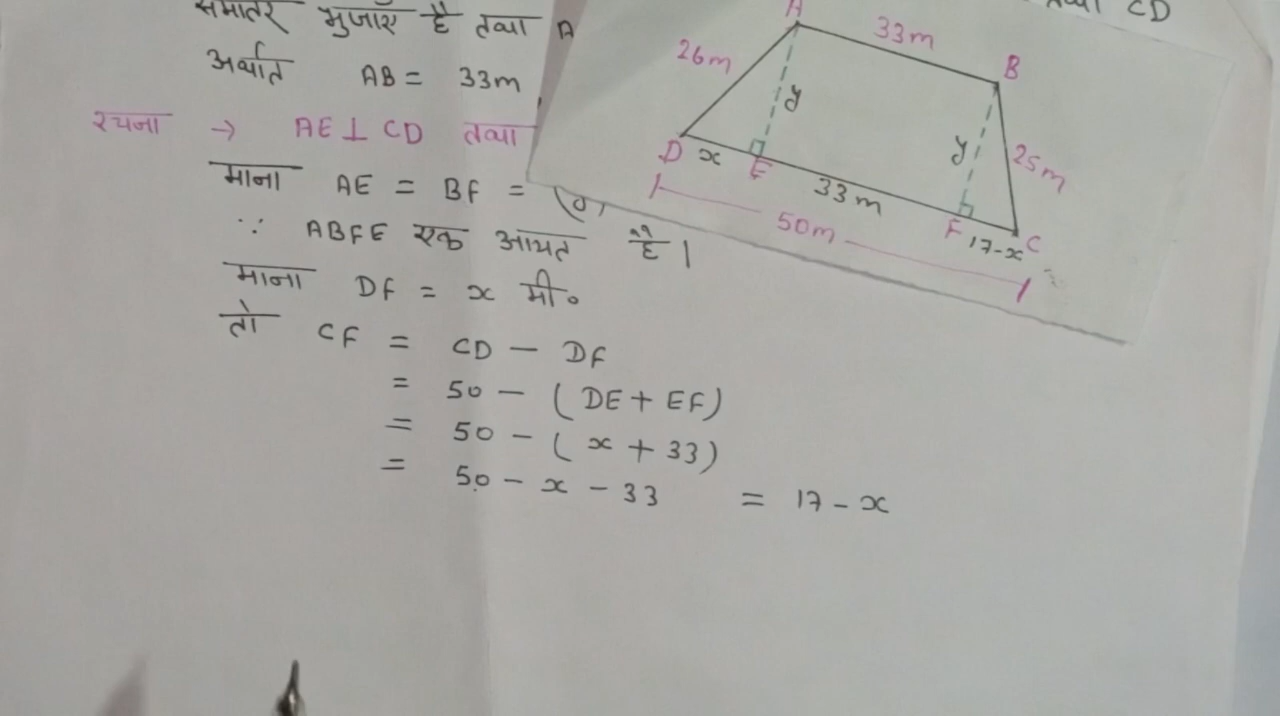 समांतर भुजाएँ है तथा A
अर्थात AB = 33m
रचना → AE ⊥ CD तथा
माना AE = BF =
∵ ABFE एक आयत है।
माना DF = x मी०
तो CF = CD - DF
= 50 - (DE + EF)
= 50 - (x + 33)
= 50 - x - 33 = 17 - x
CD
A 33m B
26m y y 25m
D x E 33m F 17-x C
50m